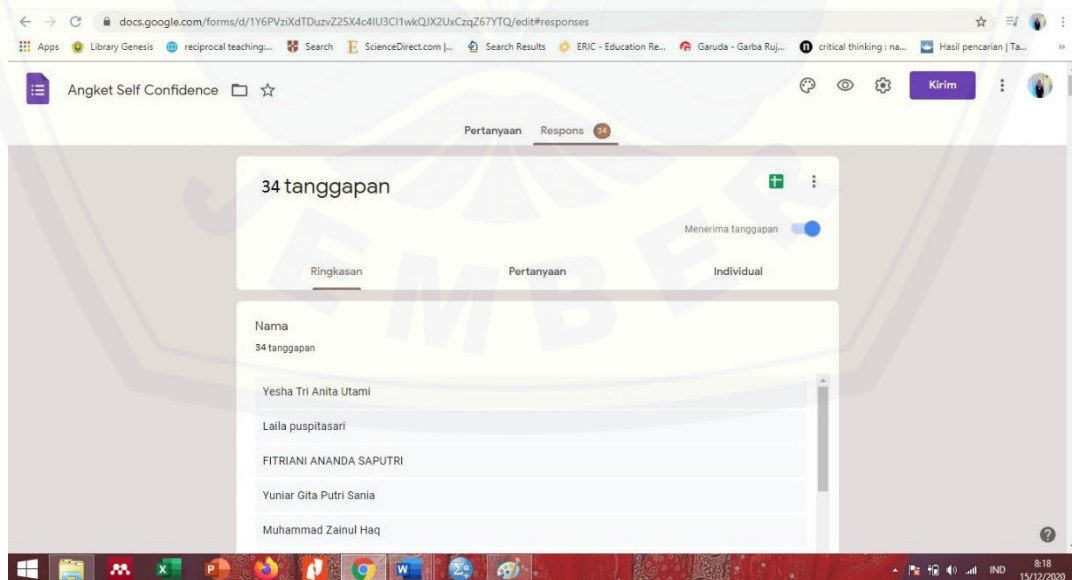 docs.google.com/forms/d/1Y6PVziXdTDuzvZ25X4c4IU3CI1wkQJX2UxCzqZ67YTQ/edit#responses
Apps Library Genesis reciprocal teaching:... Search ScienceDirect.com |... Search Results ERIC - Education Re... Garuda - Garba Ruj... critical thinking : na... Hasil pencarian | Ta... »
Angket Self Confidence Kirim
Pertanyaan Respons 34
34 tanggapan
Menerima tanggapan
Ringkasan Pertanyaan Individual
Nama
34 tanggapan
Yesha Tri Anita Utami
Laila puspitasari
FITRIANI ANANDA SAPUTRI
Yuniar Gita Putri Sania
Muhammad Zainul Haq
JEMBER
IND 8:18
15/12/2020